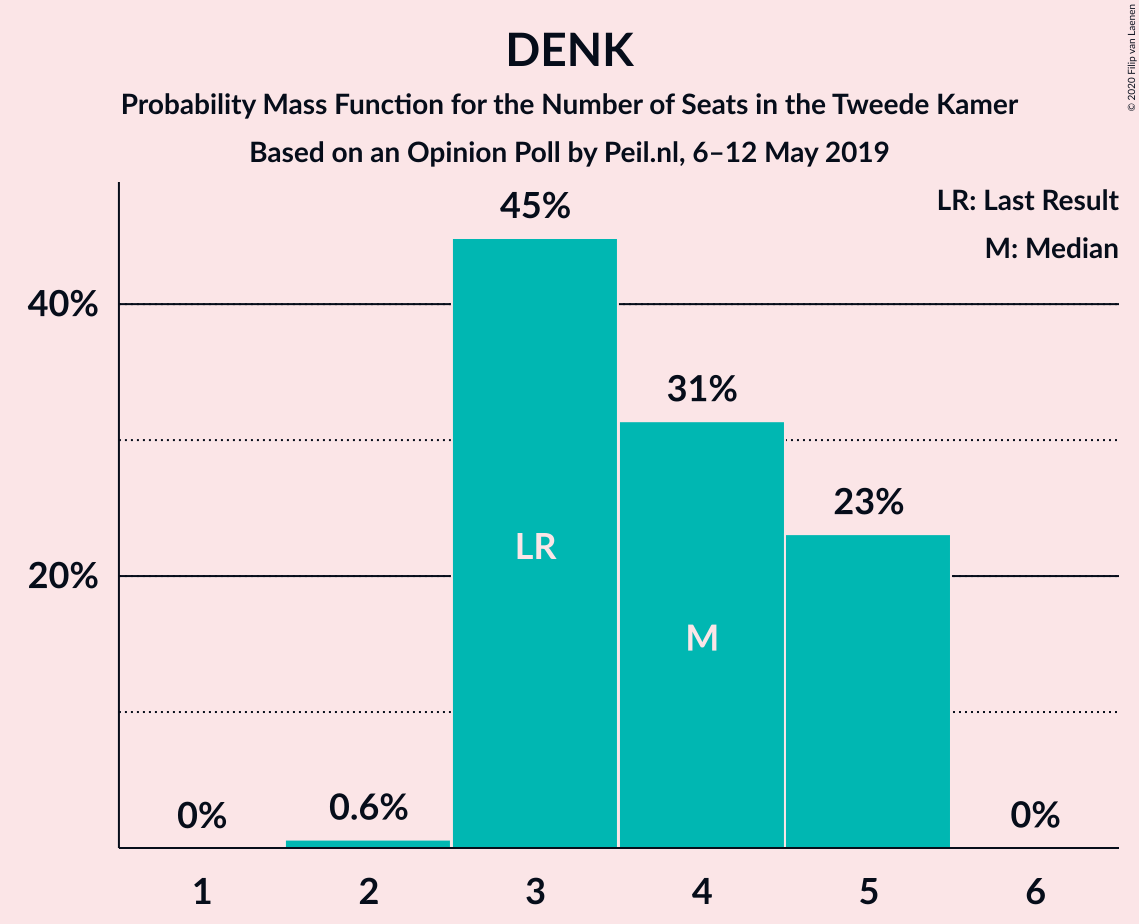 DENK
Probability Mass Function for the Number of Seats in the Tweede Kamer
Based on an Opinion Poll by Peil.nl, 6–12 May 2019
© 2020 Filip van Laenen
LR: Last Result
M: Median
45%
40%
31%
23%
LR
20%
M
0%
0.6%
0%
1 2 3 4 5 6